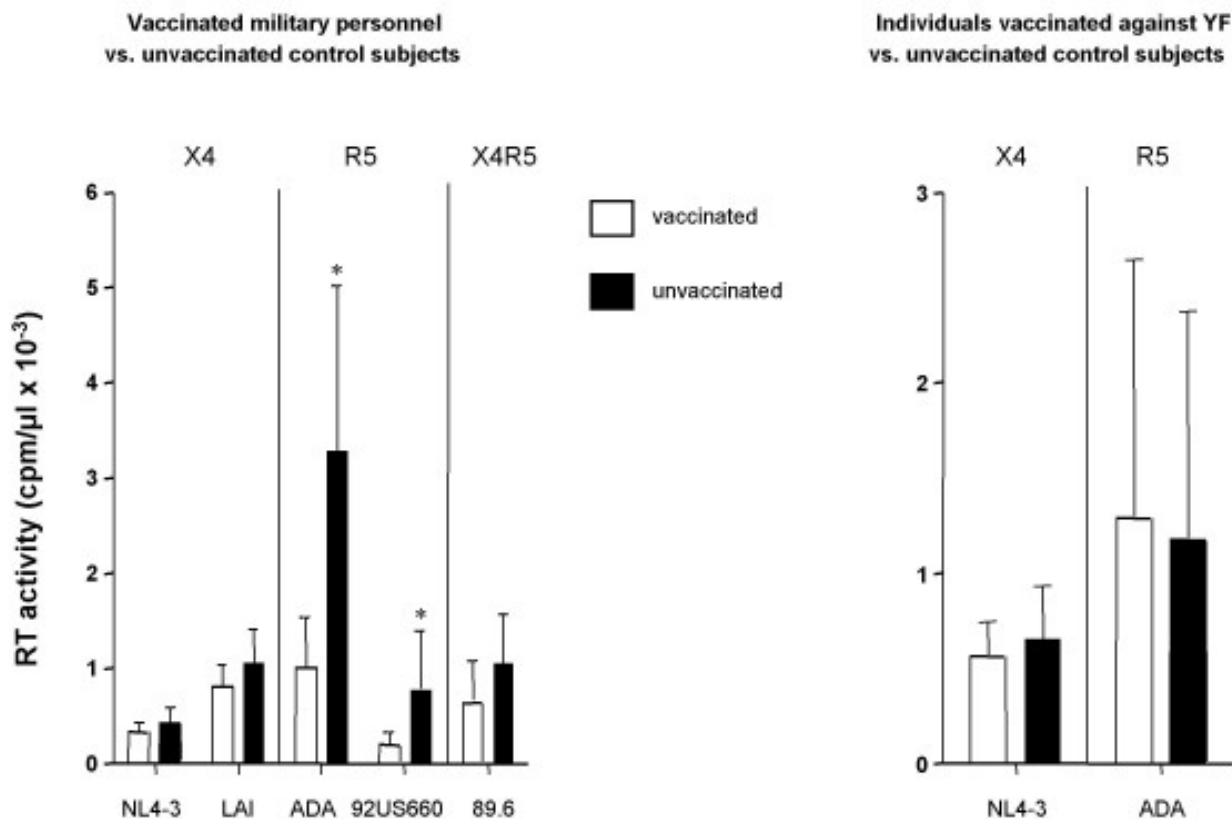 Vaccinated military personnel
vs. unvaccinated control subjects
Individuals vaccinated against YF
vs. unvaccinated control subjects
X4 R5 X4R5
RT activity (cpm/µl x 10-3)
6
5
4
3
2
1
0
*
*
NL4-3 LAI ADA 92US660 89.6
vaccinated
unvaccinated
X4 R5
3
2
1
0
NL4-3 ADA